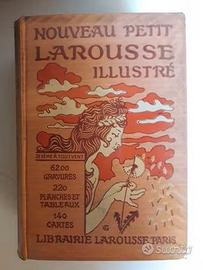 NOUVEAU PETIT
LAROUSSE
ILLUSTRÉ
JE SÈME À TOUT VENT
6200
GRAVURES
220
PLANCHES ET
TABLEAUX
140
CARTES
LIBRAIRIE LAROUSSE·PARIS
subito